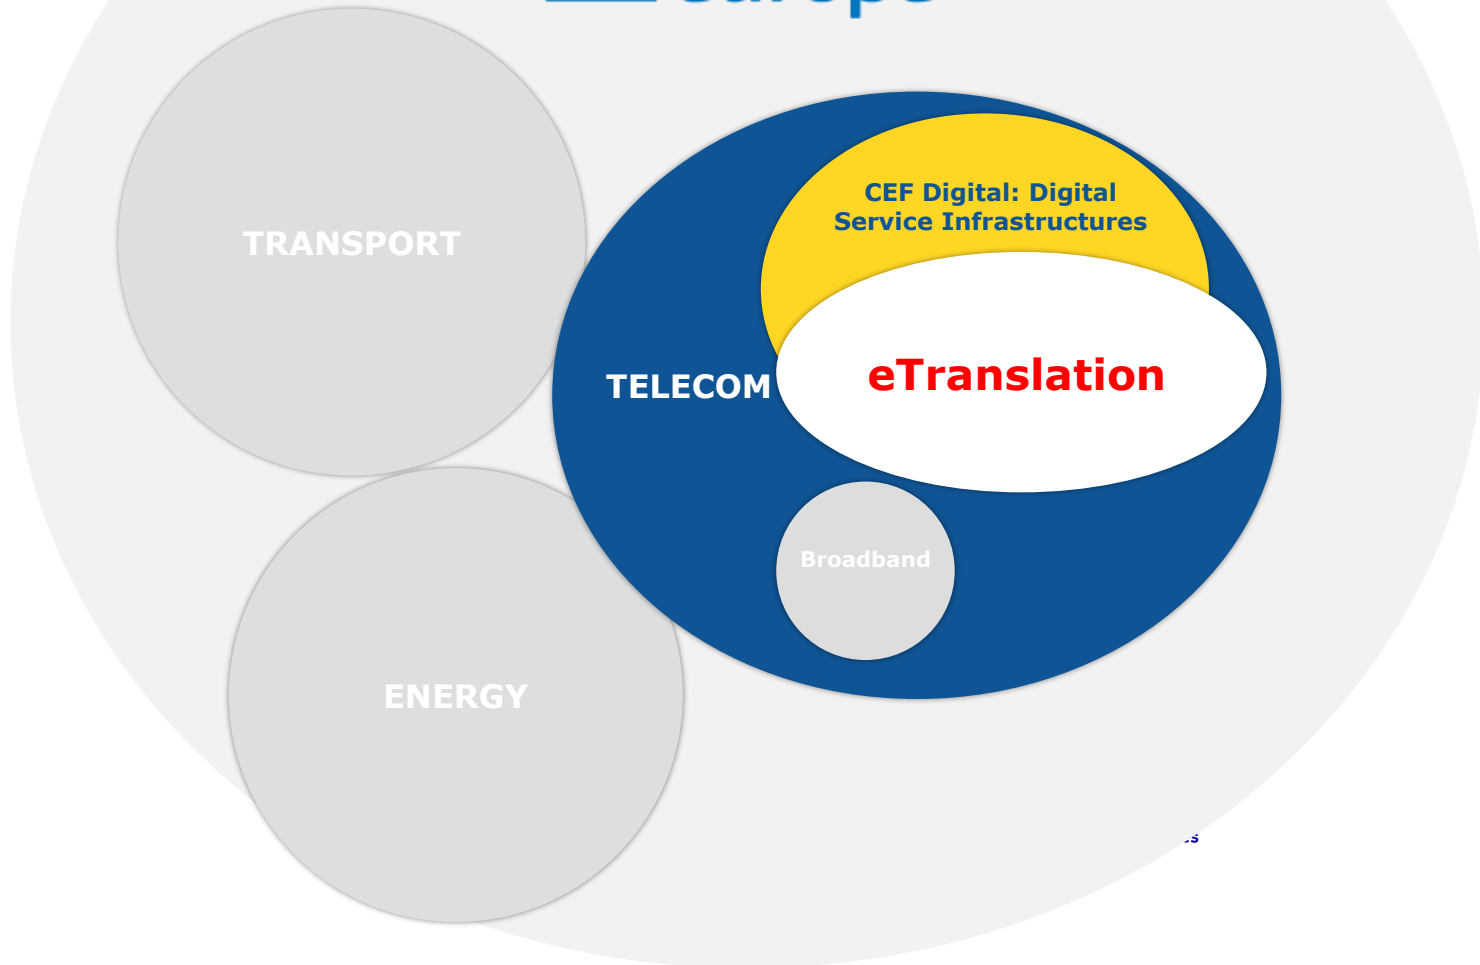 TRANSPORT
CEF Digital: Digital
Service Infrastructures
TELECOM
eTranslation
Broadband
ENERGY